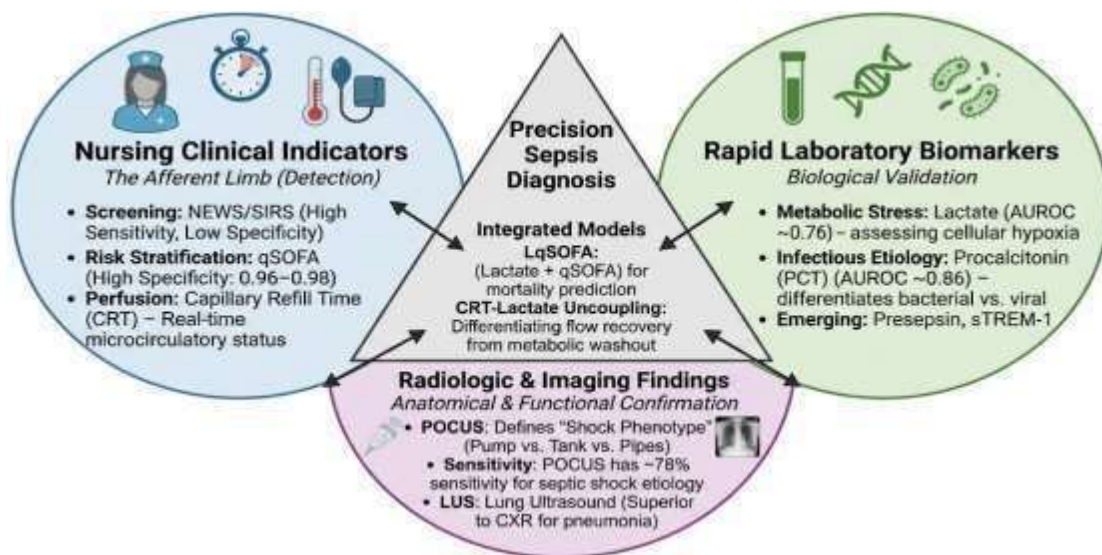 Nursing Clinical Indicators
The Afferent Limb (Detection)
• Screening: NEWS/SIRS (High
Sensitivity, Low Specificity)
• Risk Stratification: qSOFA
(High Specificity: 0.96–0.98)
• Perfusion: Capillary Refill Time
(CRT) – Real-time
microcirculatory status
Precision
Sepsis
Diagnosis
Integrated Models
LqSOFA:
(Lactate + qSOFA) for
mortality prediction
CRT-Lactate Uncoupling:
Differentiating flow recovery
from metabolic washout
Rapid Laboratory Biomarkers
Biological Validation
• Metabolic Stress: Lactate (AUROC
~0.76) – assessing cellular hypoxia
• Infectious Etiology: Procalcitonin
(PCT) (AUROC ~0.86) –
differentiates bacterial vs. viral
• Emerging: Presepsin, sTREM-1
Radiologic & Imaging Findings
Anatomical & Functional Confirmation
• POCUS: Defines "Shock Phenotype"
(Pump vs. Tank vs. Pipes)
• Sensitivity: POCUS has ~78%
sensitivity for septic shock etiology
• LUS: Lung Ultrasound (Superior
to CXR for pneumonia)